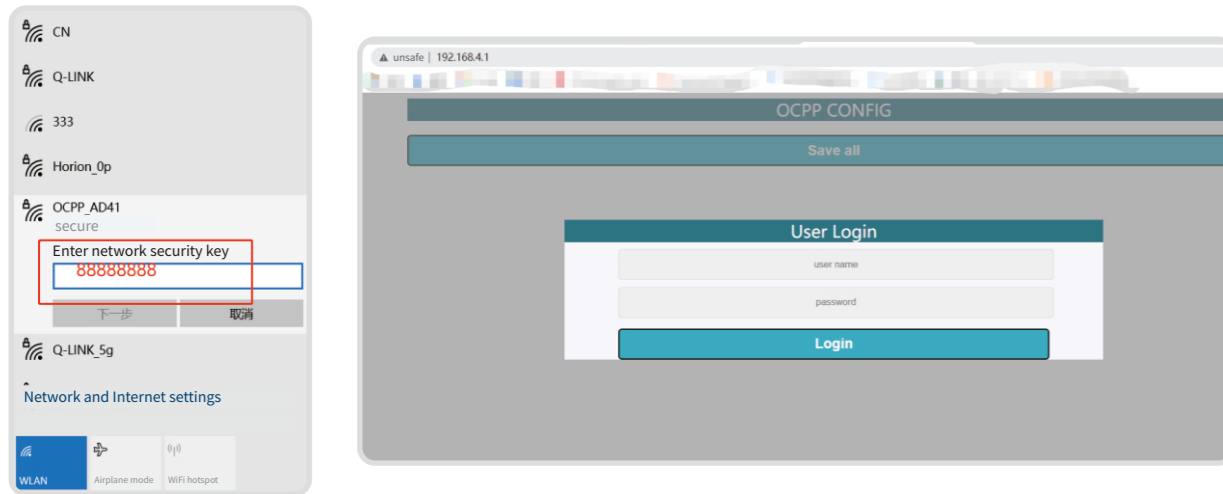 CN
Q-LINK
333
Horion_0p
OCPP_AD41
secure
Enter network security key
88888888
下一步 取消
Q-LINK_5g
Network and Internet settings
WLAN Airplane mode WiFi hotspot
unsafe | 192.168.4.1
OCPP CONFIG
Save all
User Login
user name
password
Login